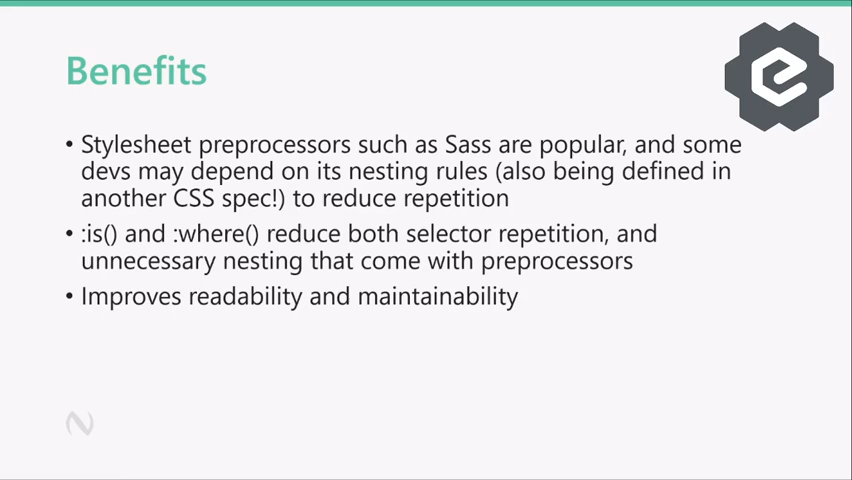 Benefits
• Stylesheet preprocessors such as Sass are popular, and some
devs may depend on its nesting rules (also being defined in
another CSS spec!) to reduce repetition
• :is() and :where() reduce both selector repetition, and
unnecessary nesting that come with preprocessors
• Improves readability and maintainability